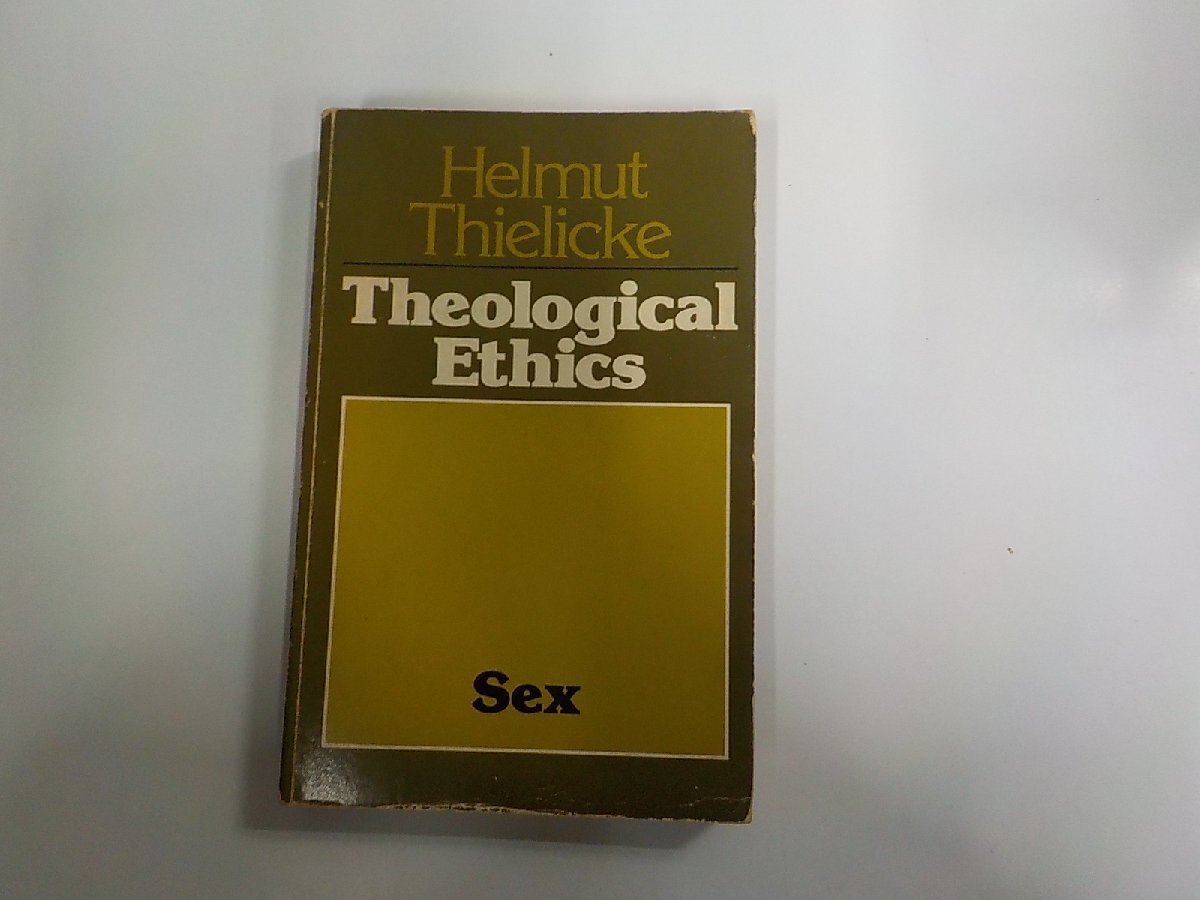 Helmut
Thielicke
Theological
Ethics
Sex